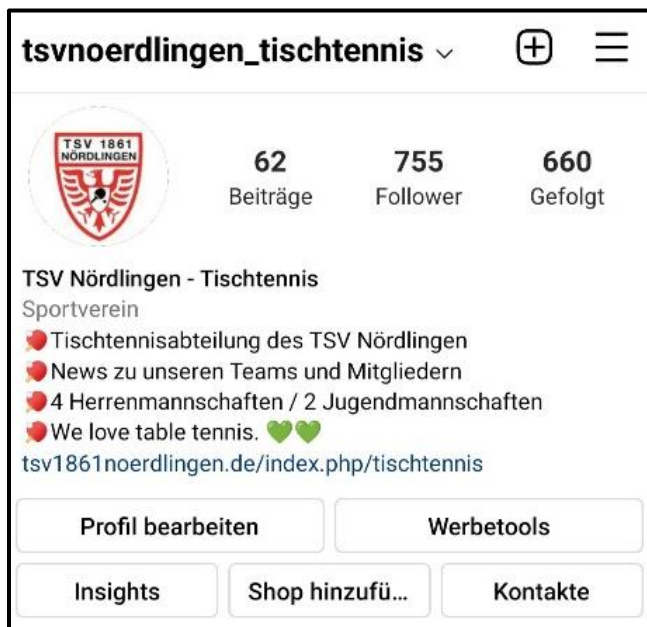 tsvnoerdlingen_tischtennis
TSV 1861
NÖRDLINGEN
62 755 660
Beiträge Follower Gefolgt
TSV Nördlingen - Tischtennis
Sportverein
Tischtennisabteilung des TSV Nördlingen
News zu unseren Teams und Mitgliedern
4 Herrenmannschaften / 2 Jugendmannschaften
We love table tennis. 💚💚
tsv1861noerdlingen.de/index.php/tischtennis
Profil bearbeiten Werbetools
Insights Shop hinzufü... Kontakte